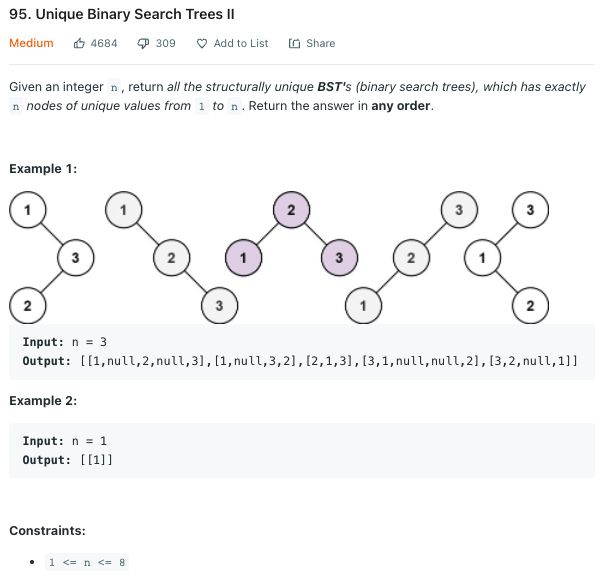 95. Unique Binary Search Trees II
Medium 4684 309 Add to List Share
Given an integer n, return all the structurally unique BST's (binary search trees), which has exactly
n nodes of unique values from 1 to n. Return the answer in any order.
Example 1:
1 1 2 3 3
3 2 1 3 2 1
2 3 1 2
Input: n = 3
Output: [[1,null,2,null,3],[1,null,3,2],[2,1,3],[3,1,null,null,2],[3,2,null,1]]
Example 2:
Input: n = 1
Output: [[1]]
Constraints:
• 1 <= n <= 8